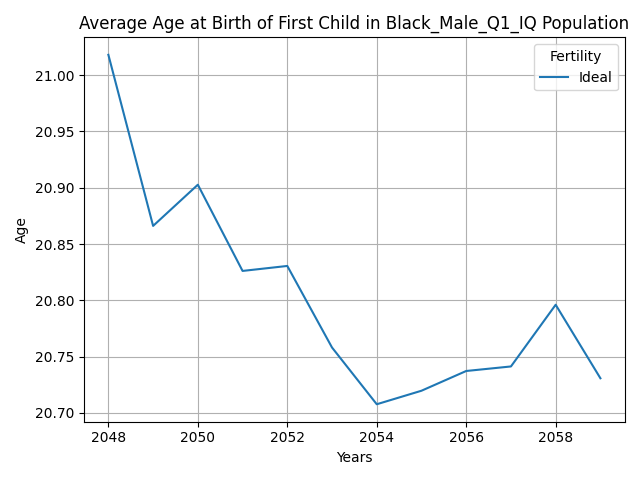 Average Age at Birth of First Child in Black_Male_Q1_IQ Population
Fertility
Ideal
21.00
20.95
20.90
20.85
20.80
20.75
20.70
Age
2048
2050
2052
2054
2056
2058
Years